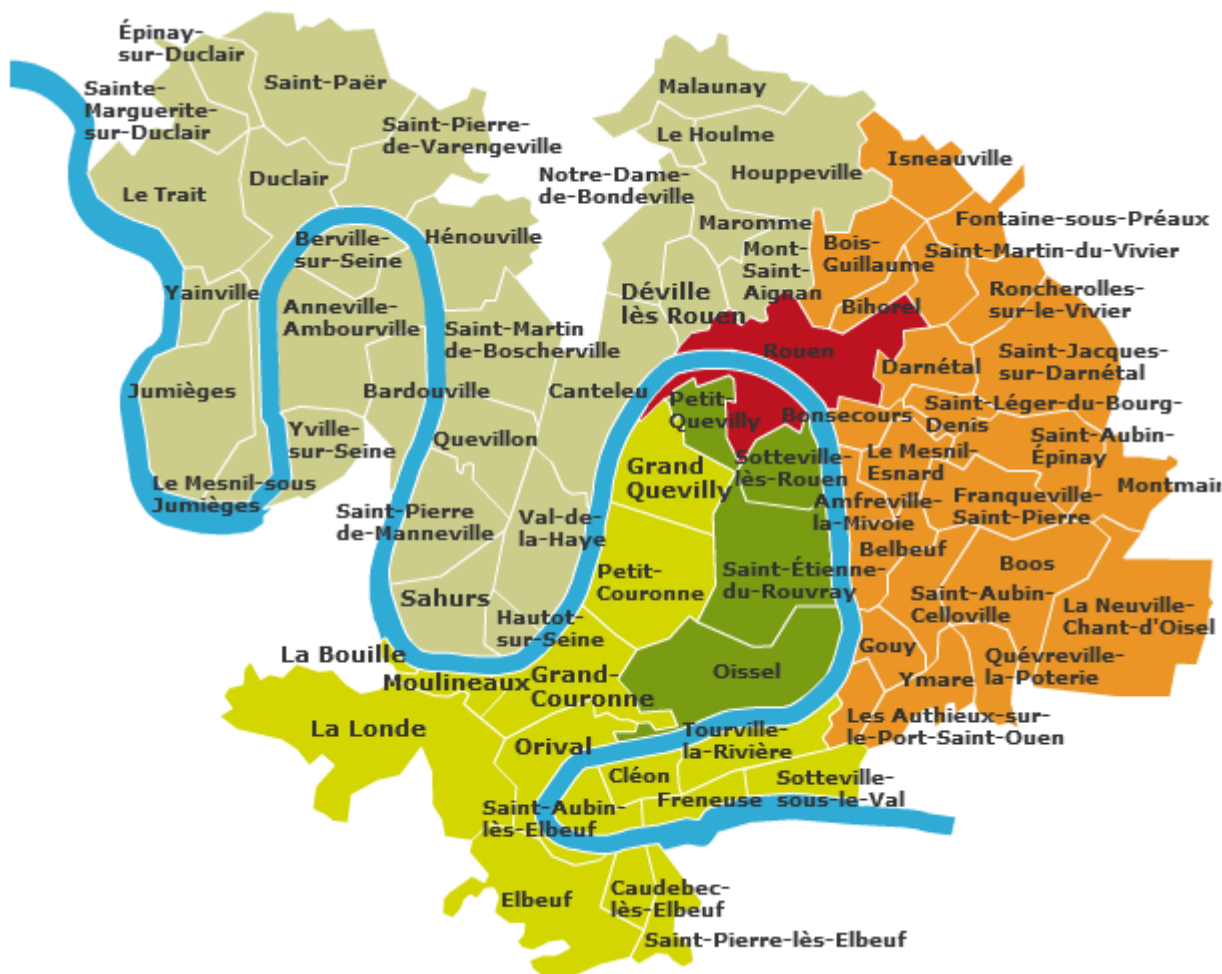 Épinay-
sur-Duclair
Saint-Paër
Sainte-
Marguerite-
sur-Duclair
Saint-Pierre-
de-Varengeville
Le Trait
Duclair
Berville-
sur-Seine
Hénouville
Yainville
Anneville-
Ambourville
Saint-Martin
de-Boscherville
Jumièges
Bardouville
Canteleu
Yville-
sur-Seine
Quevillon
Le Mesnil-sous
Jumièges
Saint-Pierre
de-Manneville
Val-de-
la-Haye
Sahurs
Hautot-
sur-Seine
Malaunay
Le Houlme
Notre-Dame-
de-Bondeville
Houppeville
Maromme
Mont-
Saint-
Aignan
Déville
lès Rouen
Isneauville
Fontaine-sous-Préaux
Bois-
Guillaume
Saint-Martin-du-Vivier
Bihorel
Roncherolles-
sur-le-Vivier
Rouen
Darnétal
Saint-Jacques-
sur-Darnétal
Petit-
Quevilly
Bonsecours
Saint-Léger-du-Bourg-
Denis
Grand
Quevilly
Sotteville-
lès-Rouen
Le Mesnil-
Esnard
Saint-Aubin-
Épinay
Montmain
Amfreville-
la-Mivoie
Franqueville-
Saint-Pierre
Belbeuf
Boos
Petit-
Couronne
Saint-Étienne-
du-Rouvray
Saint-Aubin-
Celloville
La Neuville-
Chant-d'Oisel
Gouy
Ymare
Quévreville-
la-Poterie
La Bouille
Moulineaux
Grand-
Couronne
Oissel
Les Authieux-sur-
le-Port-Saint-Ouen
La Londe
Orival
Tourville-
la-Rivière
Cléon
Sotteville-
sous-le-Val
Freneuse
Saint-Aubin-
lès-Elbeuf
Elbeuf
Caudebec-
lès-Elbeuf
Saint-Pierre-lès-Elbeuf